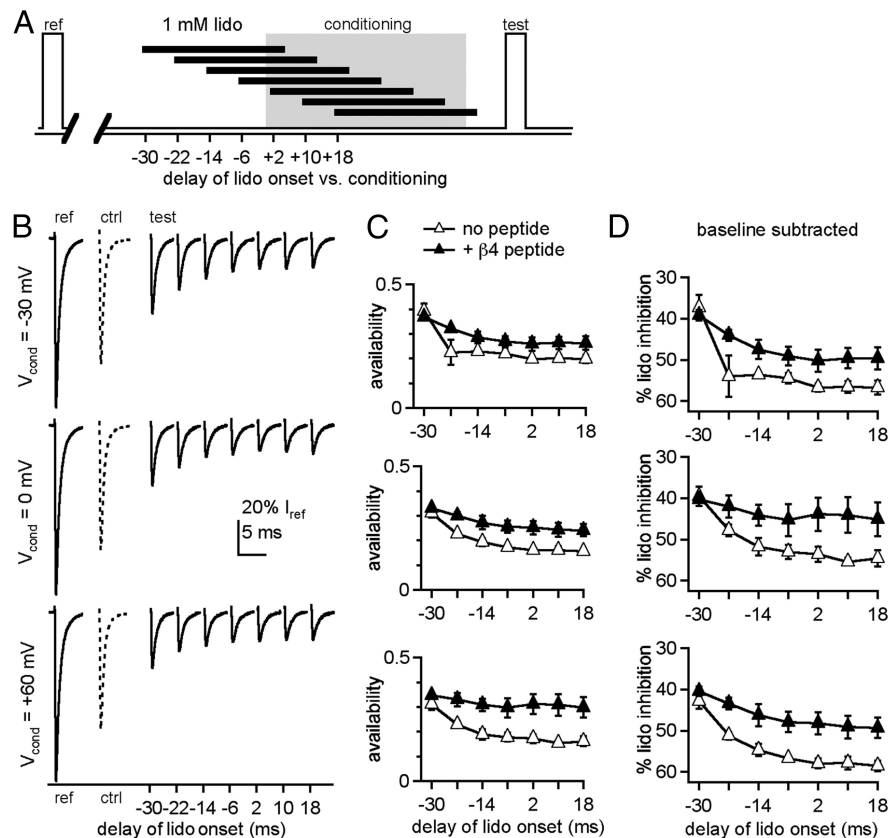 A
ref
1 mM lido
conditioning
test
-30 -22 -14 -6 +2 +10 +18
delay of lido onset vs. conditioning
B
ref ctrl test
V cond = -30 mV
V cond = 0 mV
20% I ref
5 ms
V cond = +60 mV
ref ctrl
-30 -22 -14 -6 2 10 18
delay of lido onset (ms)
C
no peptide
+ β4 peptide
0.5
availability
0
-30 -14 2 18
0.5
availability
0
-30 -14 2 18
0.5
availability
0
-30 -14 2 18
delay of lido onset (ms)
D
baseline subtracted
30
40
50
60
% lido inhibition
-30 -14 2 18
30
40
50
60
% lido inhibition
-30 -14 2 18
30
40
50
60
% lido inhibition
-30 -14 2 18
delay of lido onset (ms)